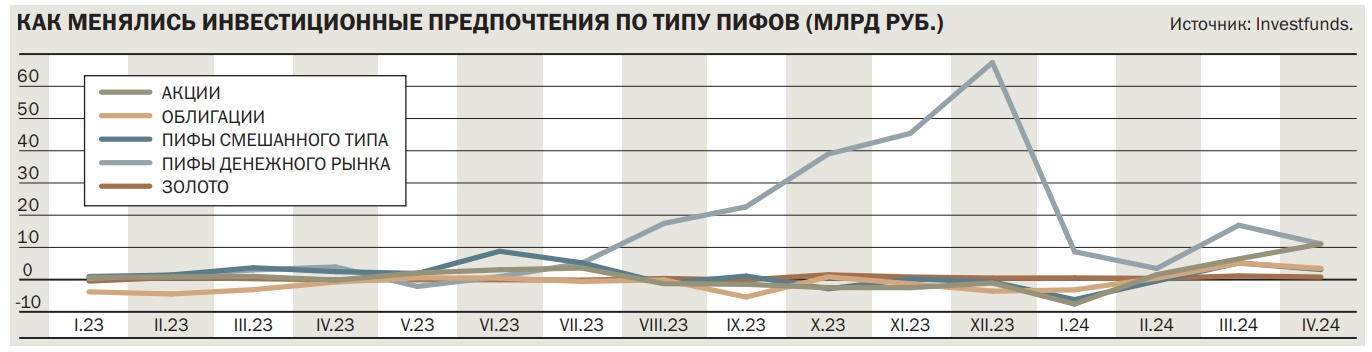 КАК МЕНЯЛИСЬ ИНВЕСТИЦИОННЫЕ ПРЕДПОЧТЕНИЯ ПО ТИПУ ПИФОВ (МЛРД РУБ.)
Источник: Investfunds.
60
50
40
30
20
10
0
-10
АКЦИИ
ОБЛИГАЦИИ
ПИФЫ СМЕШАННОГО ТИПА
ПИФЫ ДЕНЕЖНОГО РЫНКА
ЗОЛОТО
I.23 II.23 III.23 IV.23 V.23 VI.23 VII.23 VIII.23 IX.23 X.23 XI.23 XII.23 I.24 II.24 III.24 IV.24